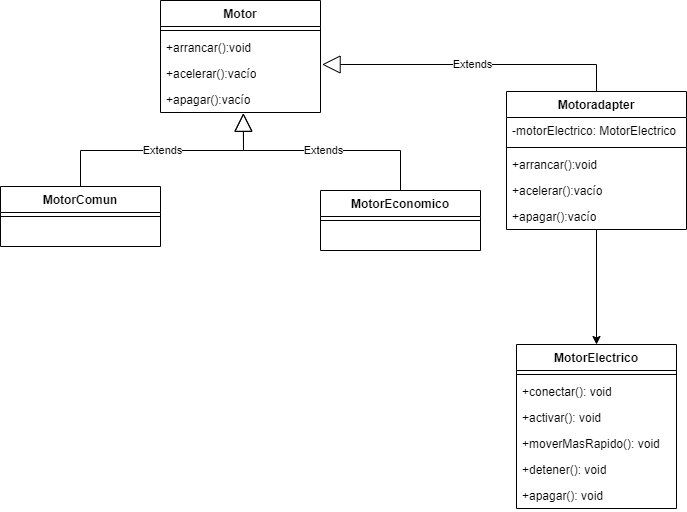 Motor
+arrancar():void
+acelerar():vacío
+apagar():vacío
Extends
Motoradapter
-motorElectrico: MotorElectrico
+arrancar():void
+acelerar():vacío
+apagar():vacío
Extends
Extends
MotorComun
MotorEconomico
MotorElectrico
+conectar(): void
+activar(): void
+moverMasRapido(): void
+detener(): void
+apagar(): void